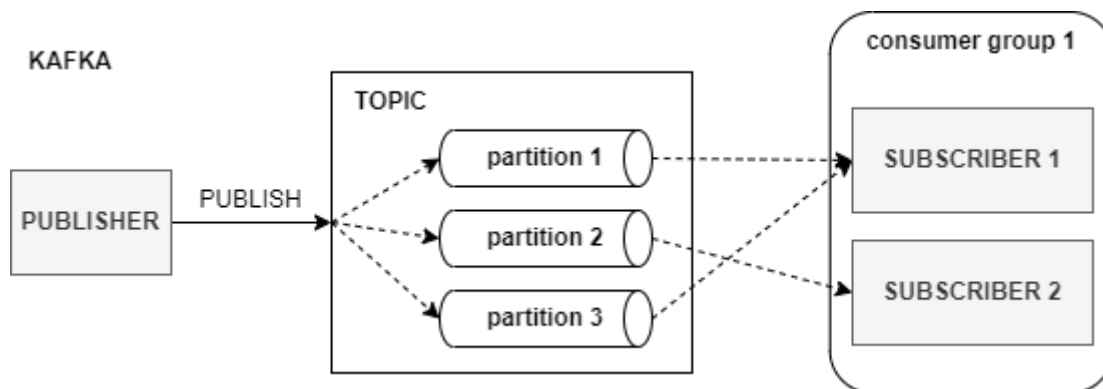 KAFKA
PUBLISHER
PUBLISH
TOPIC
partition 1
partition 2
partition 3
consumer group 1
SUBSCRIBER 1
SUBSCRIBER 2